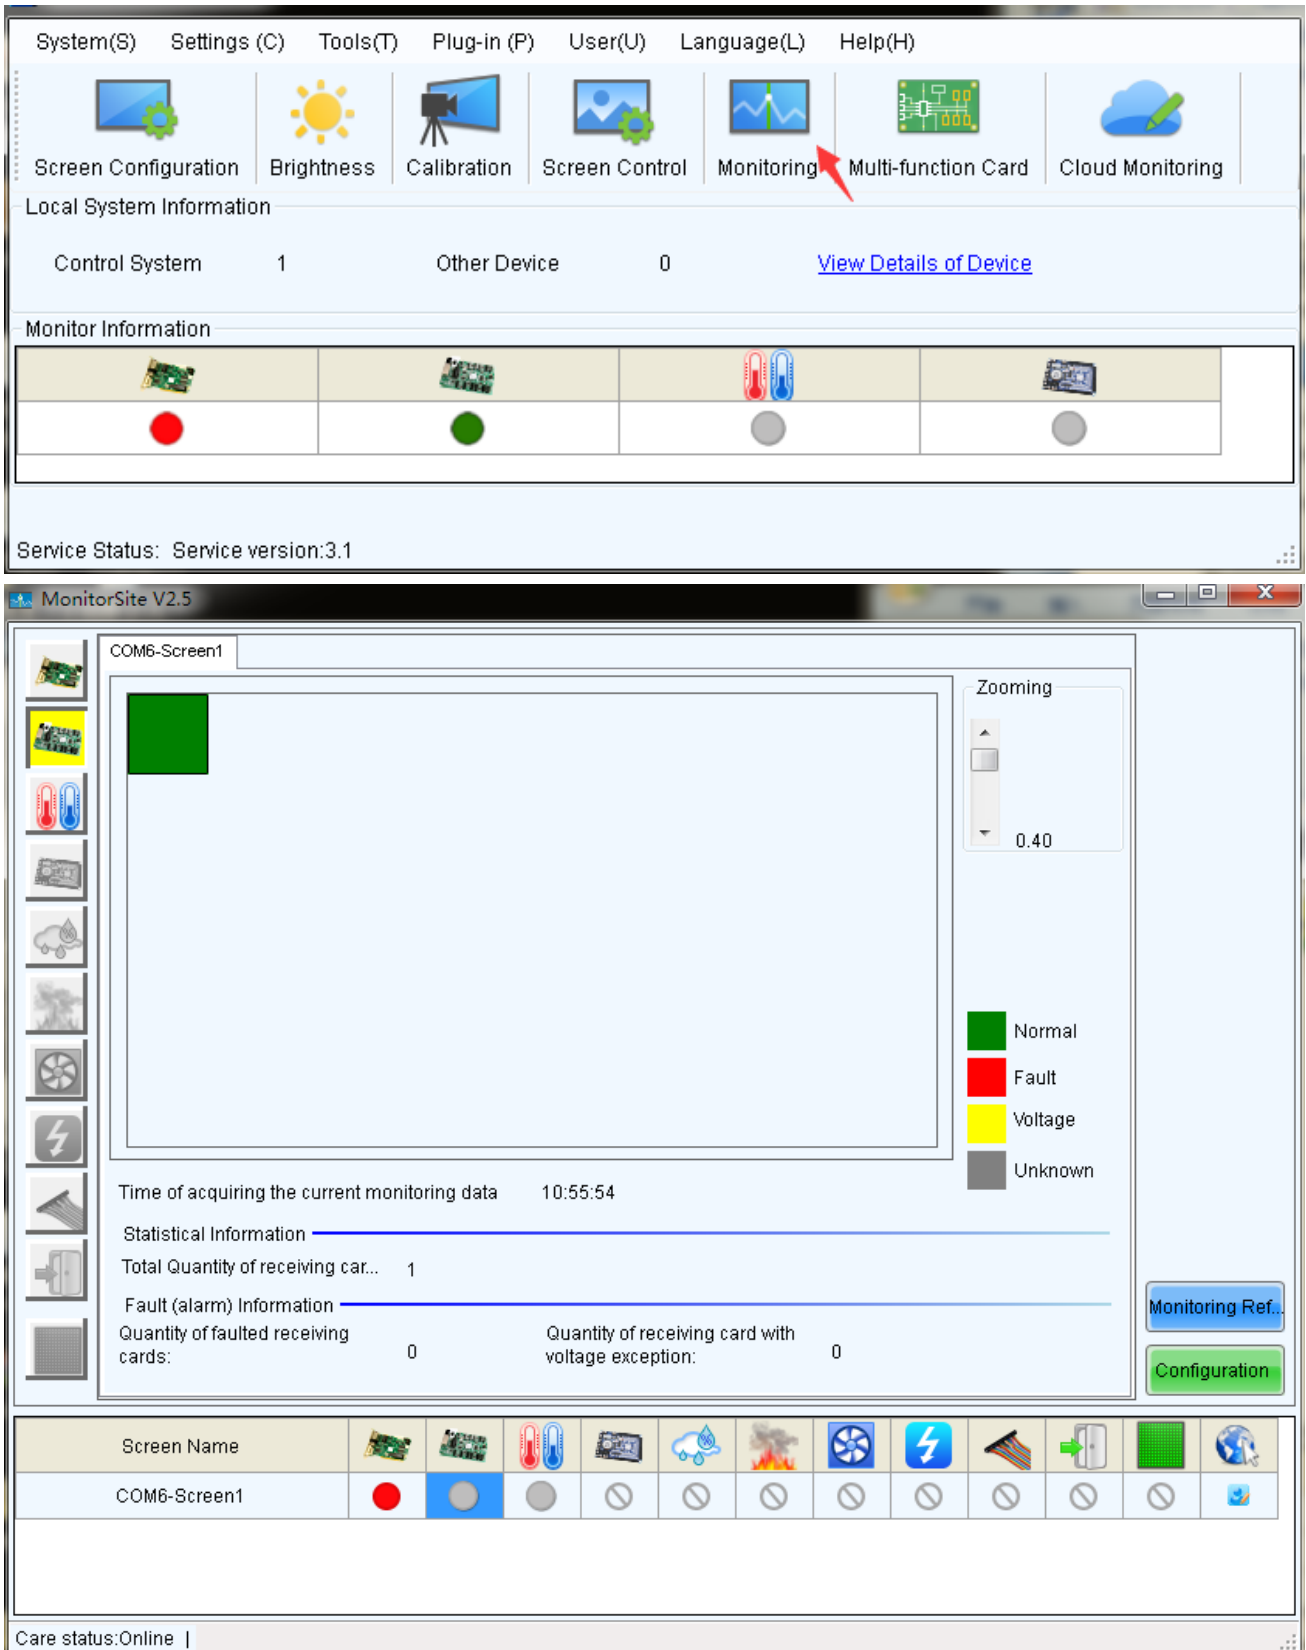 System(S) Settings (C) Tools(T) Plug-in (P) User(U) Language(L) Help(H)
Screen Configuration Brightness Calibration Screen Control Monitoring Multi-function Card Cloud Monitoring
Local System Information
Control System 1 Other Device 0 View Details of Device
Monitor Information
Service Status: Service version:3.1
MonitorSite V2.5
COM6-Screen1
Zooming
0.40
Normal
Fault
Voltage
Unknown
Time of acquiring the current monitoring data 10:55:54
Statistical Information
Total Quantity of receiving car... 1
Fault (alarm) Information
Quantity of faulted receiving cards: 0 Quantity of receiving card with voltage exception: 0
Monitoring Ref...
Configuration
Screen Name
COM6-Screen1
Care status:Online |